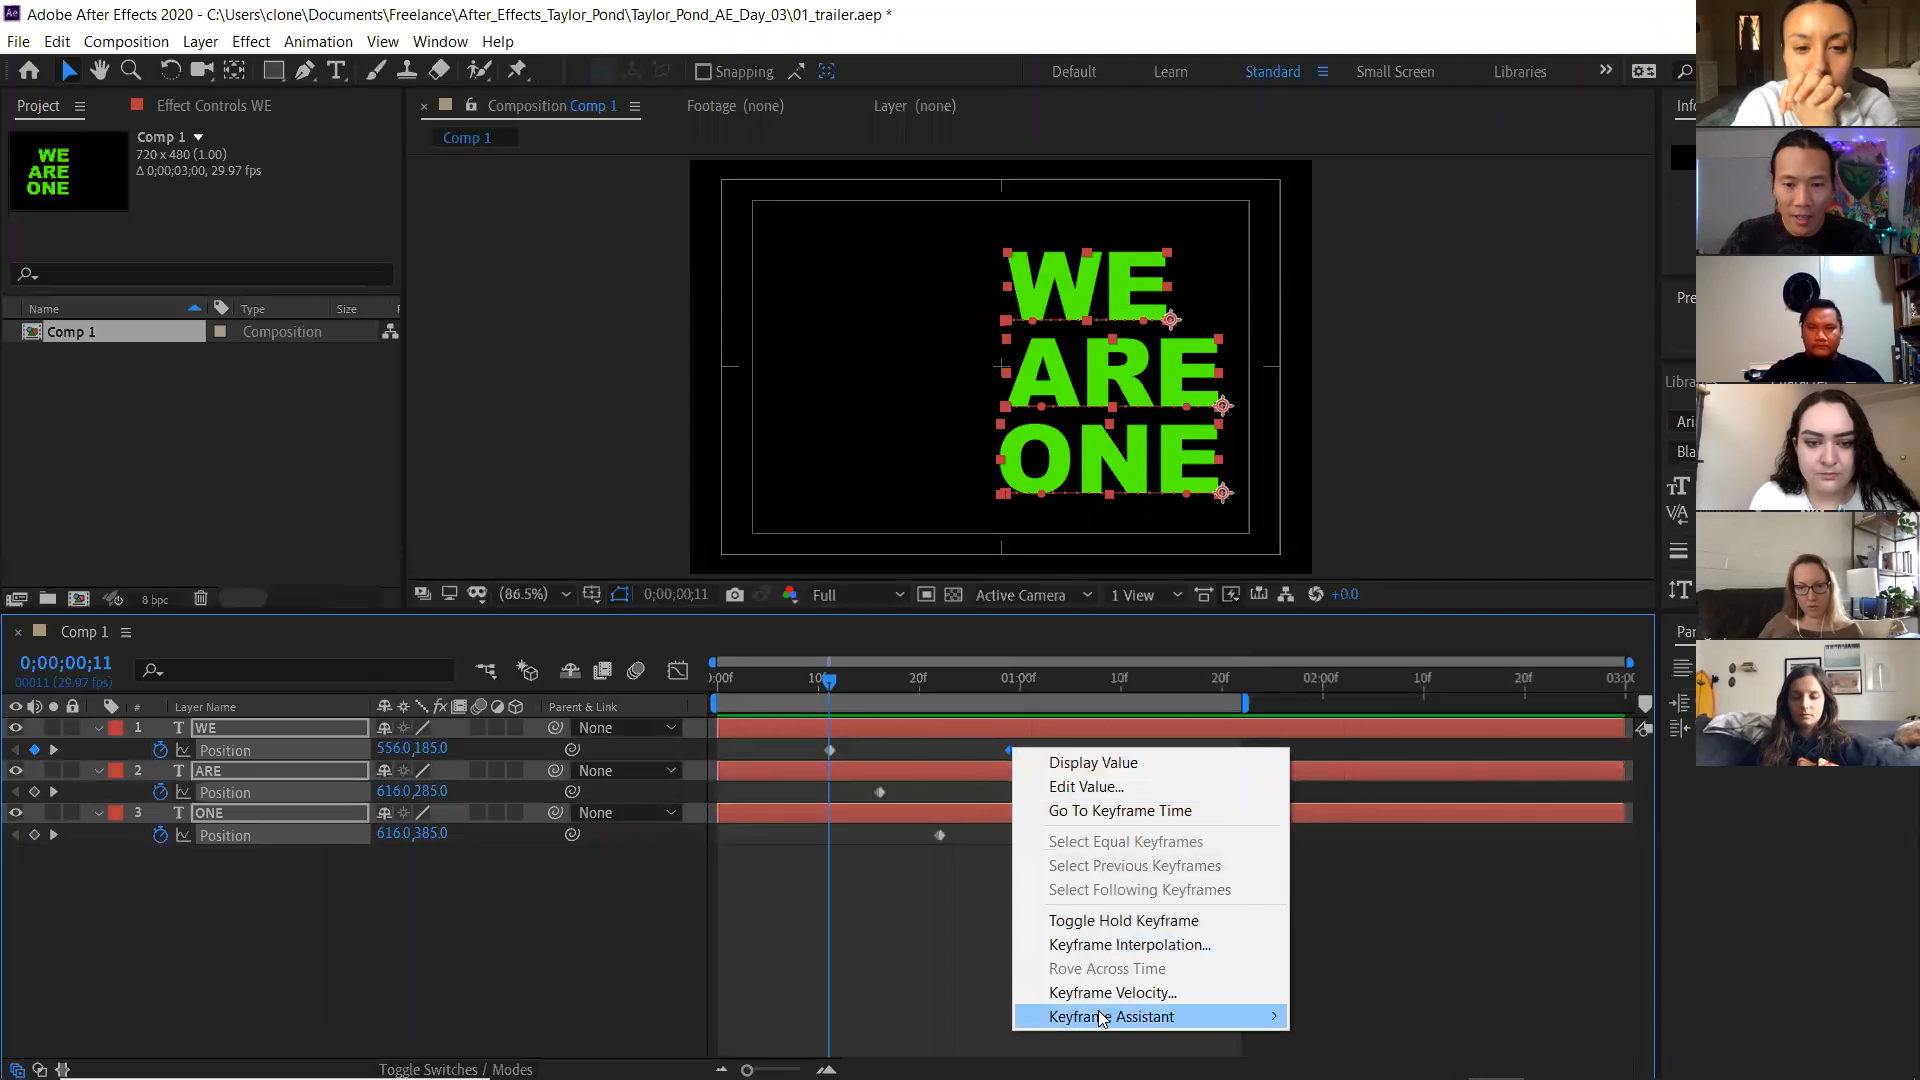 Adobe After Effects 2020 - C:\Users\clone\Documents\Freelance\After_Effects_Taylor_Pond\Taylor_Pond_AE_Day_03\01_trailer.aep *
File Edit Composition Layer Effect Animation View Window Help
Snapping Default Learn Standard Small Screen Libraries
Project Effect Controls WE
Composition Comp 1 Footage (none) Layer (none)
Info
Comp 1
720 x 480 (1.00)
Δ 0;00;03;00, 29.97 fps
WE
ARE
ONE
Comp 1
WE
ARE
ONE
Name Type Size
Comp 1 Composition
8 bpc
(86.5%) 0;00;00;11 Full Active Camera 1 View +0.0
Comp 1
0;00;00;11
00011 (29.97 fps)
10f 20f 01:00f 10f 20f 02:00f 10f 20f
# Layer Name Parent & Link
1 T WE None
Position 556.0,185.0
2 T ARE None
Position 616.0,285.0
3 T ONE None
Position 616.0,385.0
Display Value
Edit Value...
Go To Keyframe Time
Select Equal Keyframes
Select Previous Keyframes
Select Following Keyframes
Toggle Hold Keyframe
Keyframe Interpolation...
Rove Across Time
Keyframe Velocity...
Keyframe Assistant
Toggle Switches / Modes